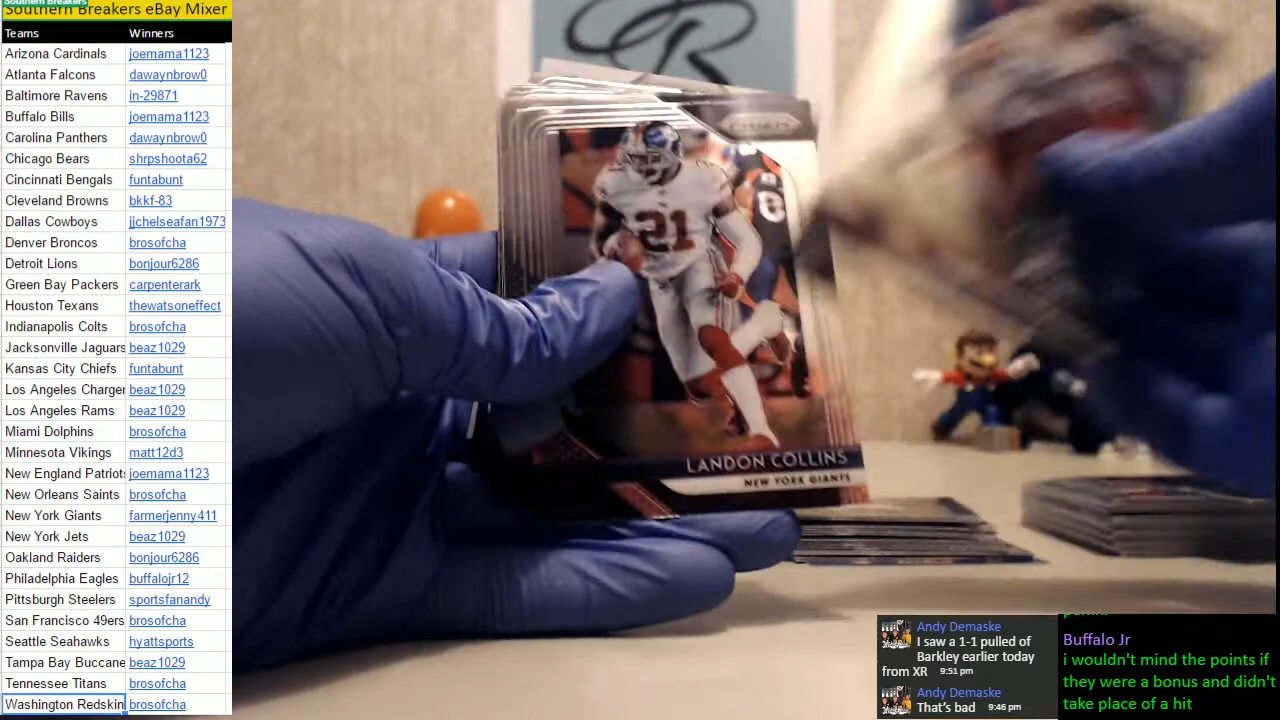 Southern Breakers
Southern Breakers eBay Mixer
Teams Winners
Arizona Cardinals joemama1123
Atlanta Falcons dawaynbrow0
Baltimore Ravens in-29871
Buffalo Bills joemama1123
Carolina Panthers dawaynbrow0
Chicago Bears shrpshoota62
Cincinnati Bengals funtabunt
Cleveland Browns bkkf-83
Dallas Cowboys jjchelseafan1973
Denver Broncos brosofcha
Detroit Lions bonjour6286
Green Bay Packers carpenterark
Houston Texans thewatsoneffect
Indianapolis Colts brosofcha
Jacksonville Jaguars beaz1029
Kansas City Chiefs funtabunt
Los Angeles Charger beaz1029
Los Angeles Rams beaz1029
Miami Dolphins brosofcha
Minnesota Vikings matt12d3
New England Patriots joemama1123
New Orleans Saints brosofcha
New York Giants farmerjenny411
New York Jets beaz1029
Oakland Raiders bonjour6286
Philadelphia Eagles buffalojr12
Pittsburgh Steelers sportsfanandy
San Francisco 49ers brosofcha
Seattle Seahawks hyattsports
Tampa Bay Buccane beaz1029
Tennessee Titans brosofcha
Washington Redskin brosofcha
21
LANDON COLLINS
NEW YORK GIANTS
Andy Demaske
I saw a 1-1 pulled of
Barkley earlier today
from XR 9:51 pm
Andy Demaske
That's bad 9:46 pm
Buffalo Jr
i wouldn't mind the points if
they were a bonus and didn't
take place of a hit